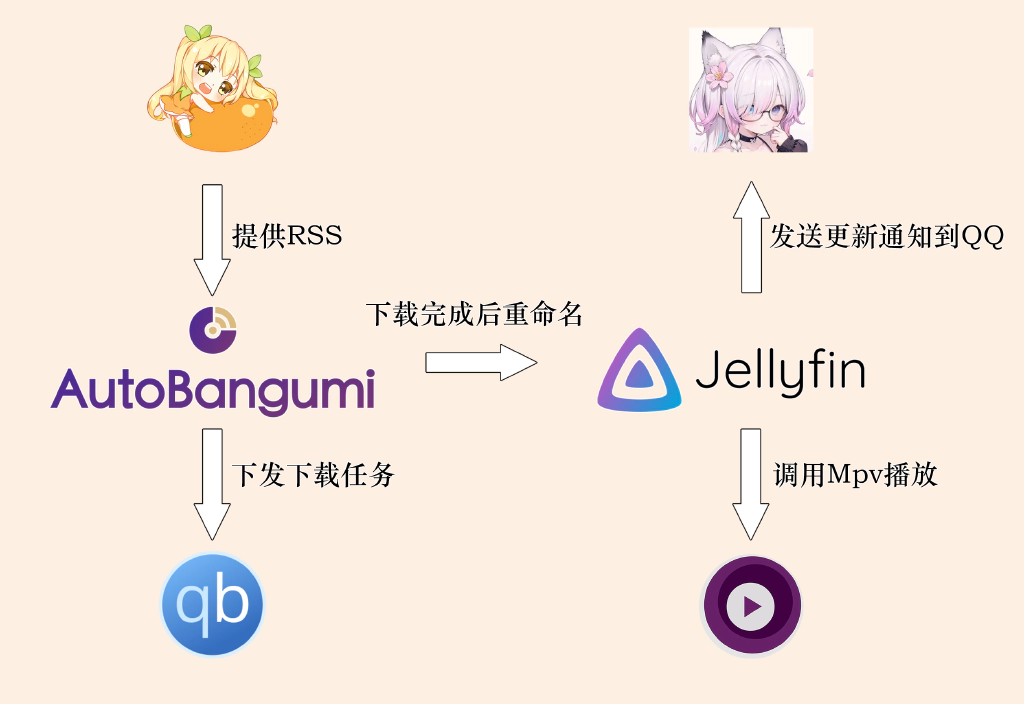 提供RSS
发送更新通知到QQ
下载完成后重命名
AutoBangumi
Jellyfin
下发下载任务
调用Mpv播放
qb